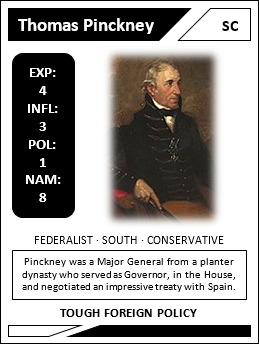 Thomas Pinckney
SC
EXP:
4
INFL:
3
POL:
1
NAM:
8
FEDERALIST · SOUTH · CONSERVATIVE
Pinckney was a Major General from a planter
dynasty who served as Governor, in the House,
and negotiated an impressive treaty with Spain.
TOUGH FOREIGN POLICY